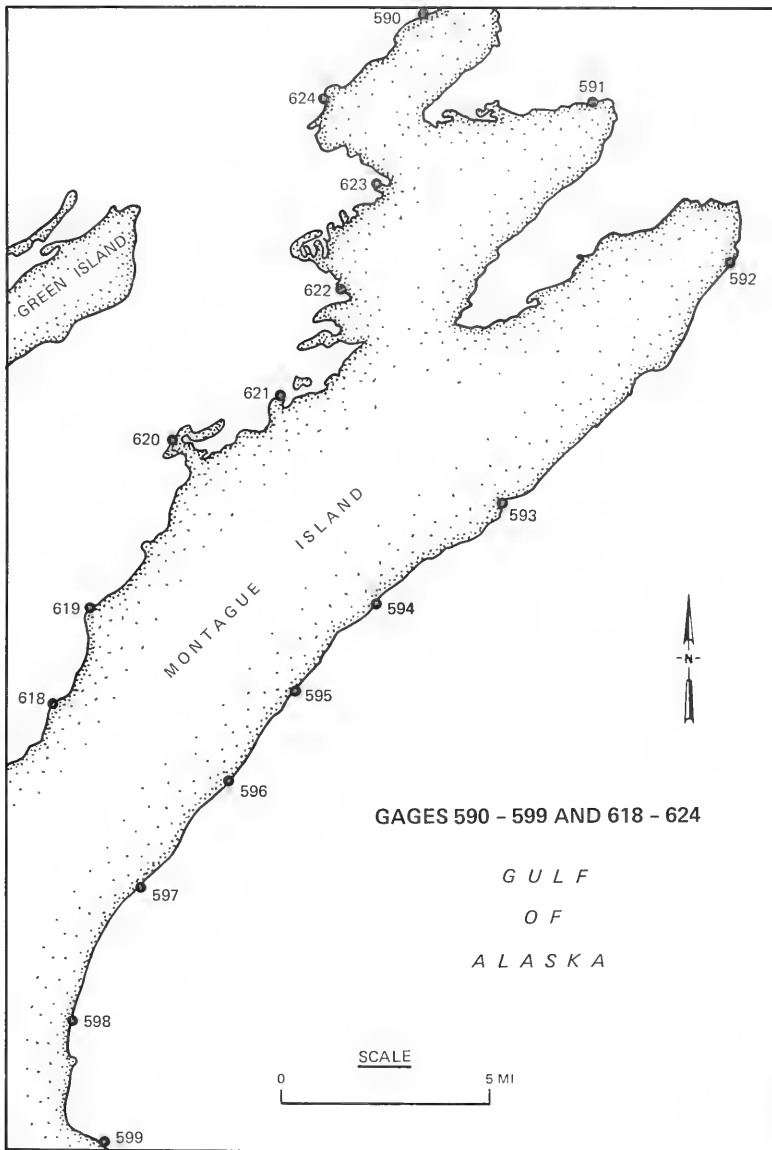 590
591
624
623
592
GREEN ISLAND
622
621
620
593
MONTAGUE ISLAND
594
619
-N-
595
618
596
GAGES 590 – 599 AND 618 – 624
GULF
OF
ALASKA
597
598
SCALE
0 5 MI
599